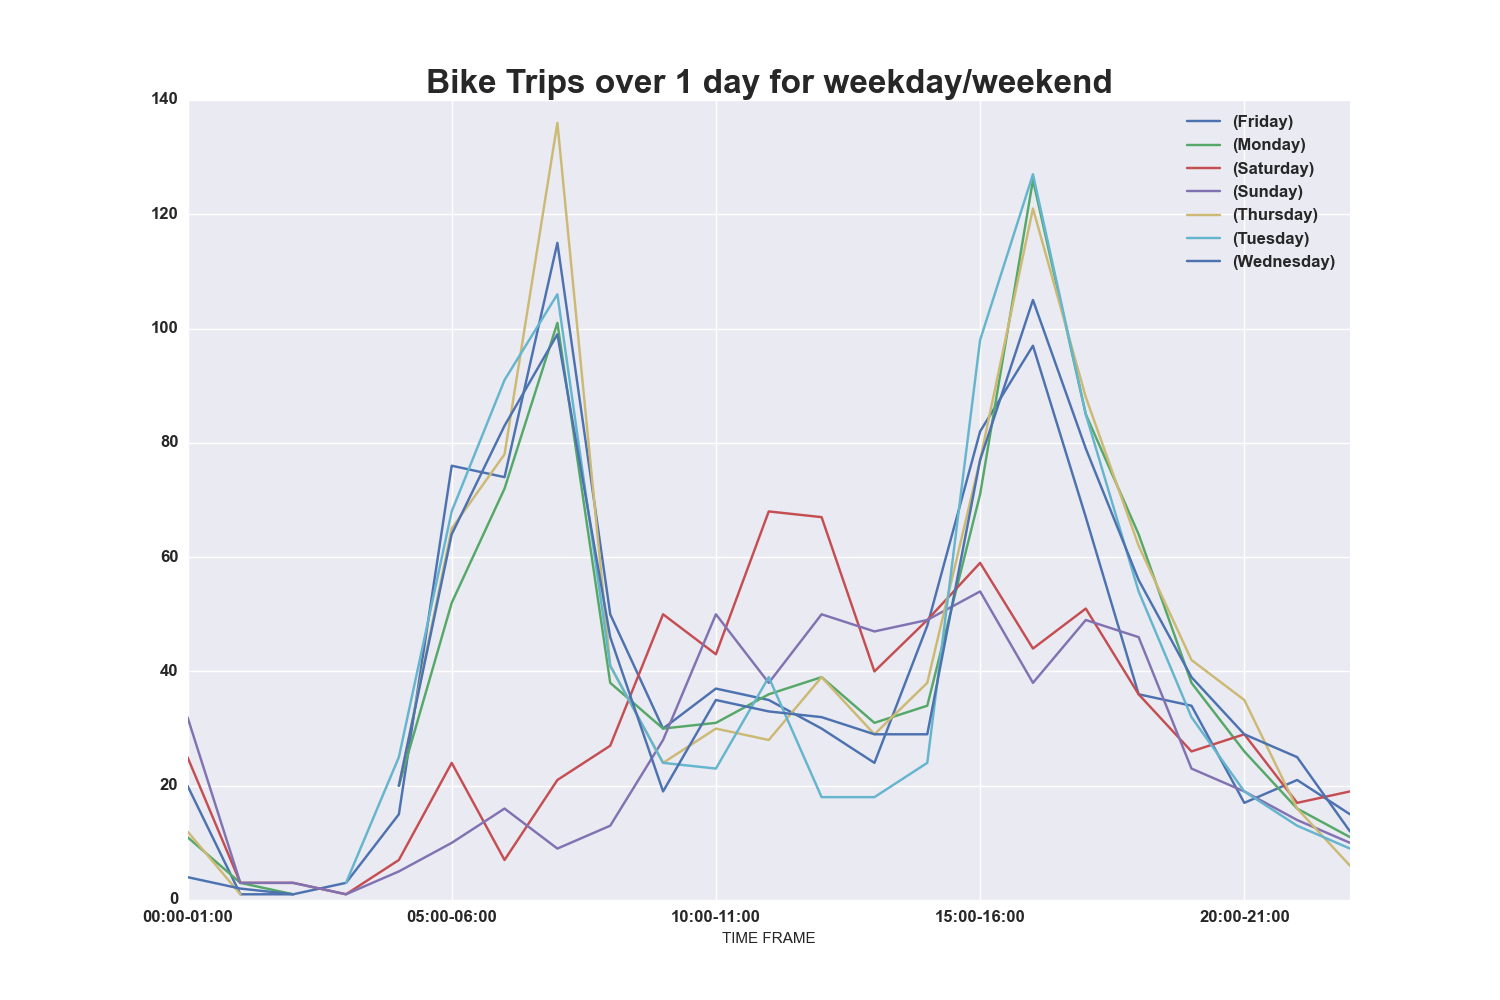 Bike Trips over 1 day for weekday/weekend
140
120
100
80
60
40
20
0
(Friday)
(Monday)
(Saturday)
(Sunday)
(Thursday)
(Tuesday)
(Wednesday)
00:00-01:00 05:00-06:00 10:00-11:00 15:00-16:00 20:00-21:00
TIME FRAME